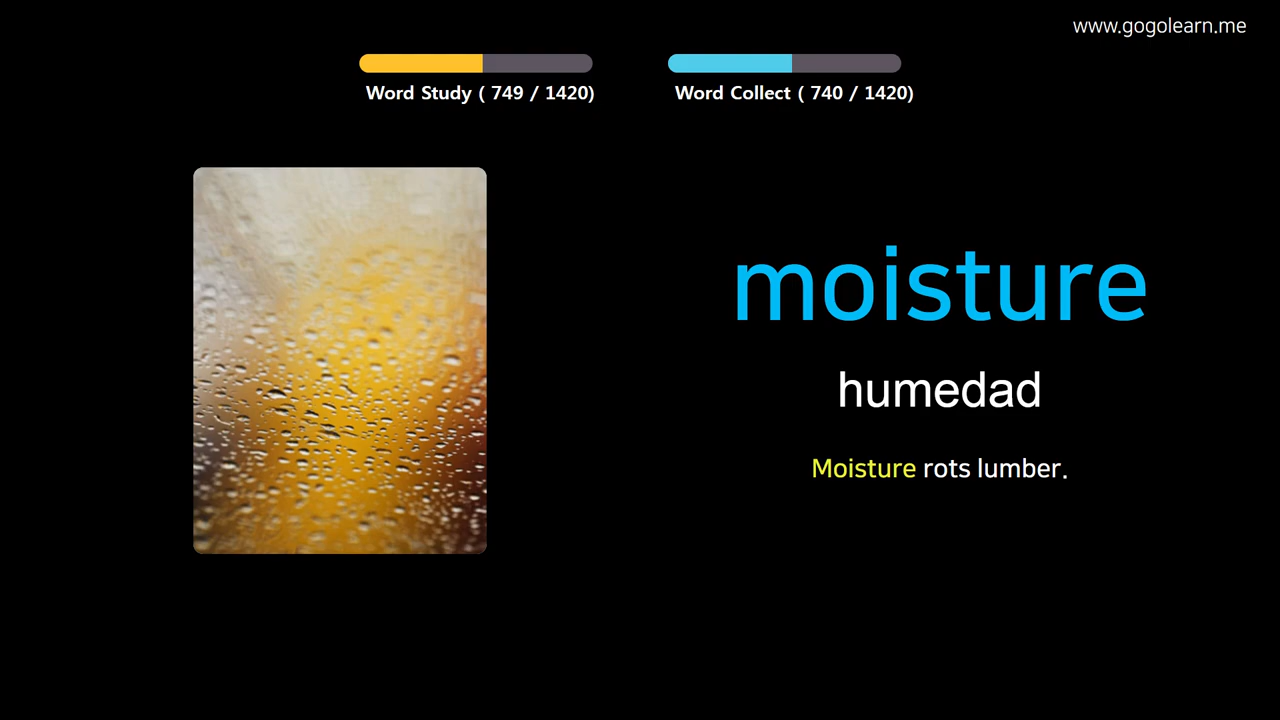 www.gogolearn.me
Word Study ( 749 / 1420)
Word Collect ( 740 / 1420)
moisture
humedad
Moisture rots lumber.